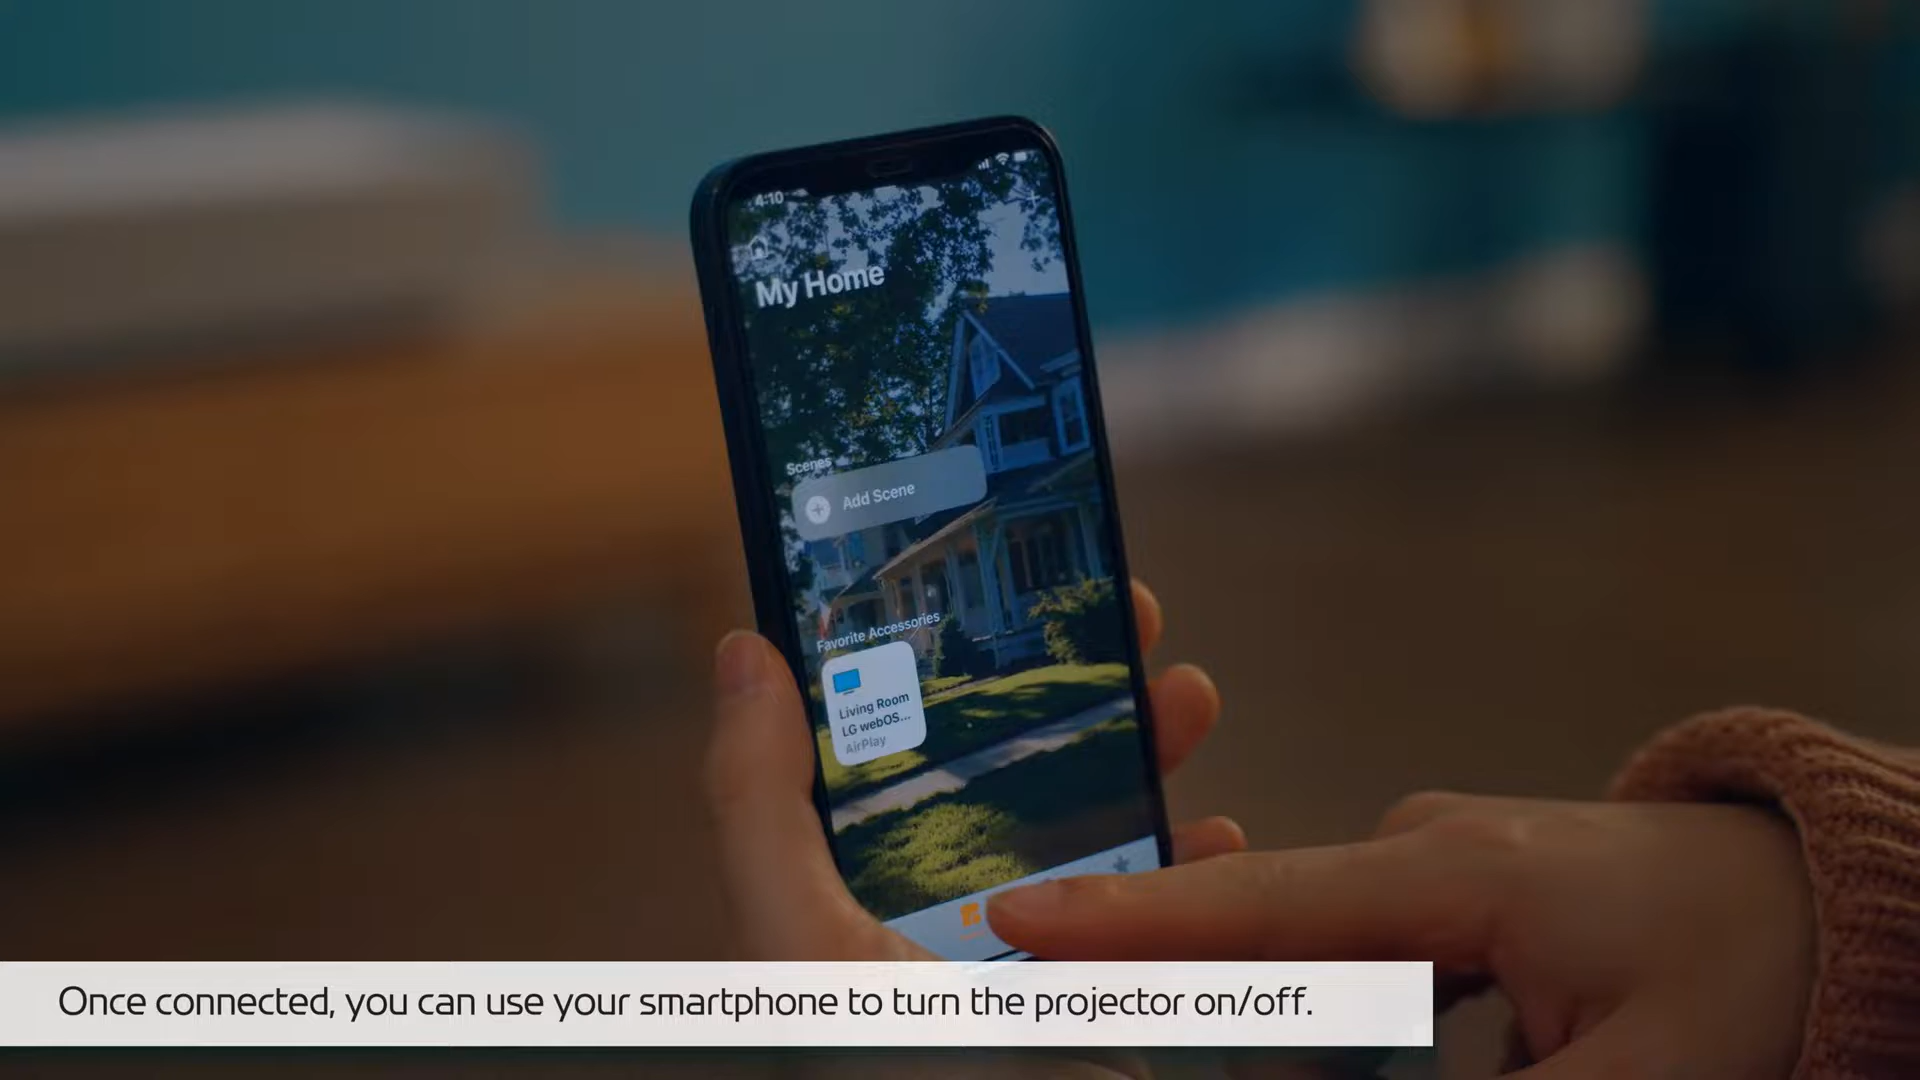 4:10
My Home
Scenes
Add Scene
Favorite Accessories
Living Room
LG webOS...
AirPlay
Once connected, you can use your smartphone to turn the projector on/off.